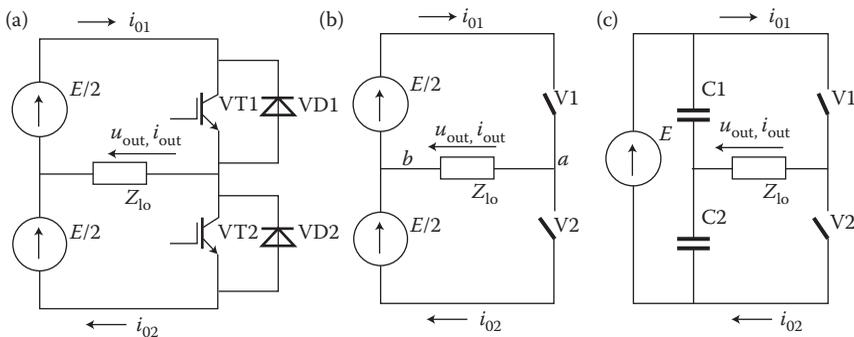 (a)
i01
E/2
VT1
VD1
uout, iout
Zlo
E/2
VT2
VD2
i02
(b)
i01
E/2
V1
uout, iout
b
a
Zlo
E/2
V2
i02
(c)
i01
C1
V1
E
uout, iout
Zlo
C2
V2
i02